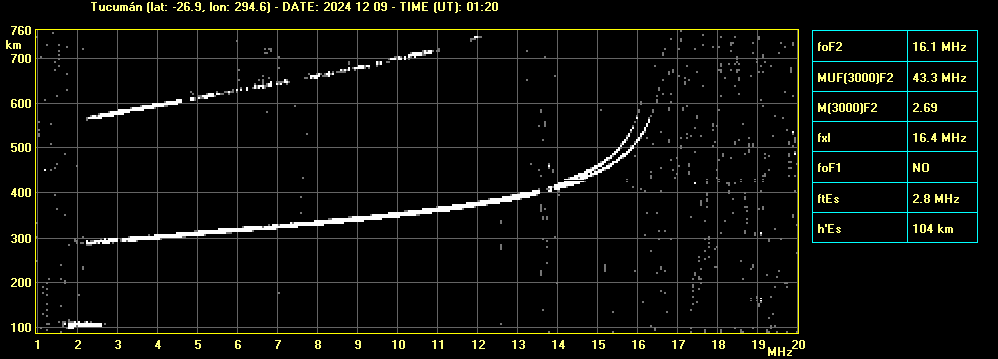 Tucumán (lat: -26.9, lon: 294.6) - DATE: 2024 12 09 - TIME (UT): 01:20
760
km
700
600
500
400
300
200
100
1 2 3 4 5 6 7 8 9 10 11 12 13 14 15 16 17 18 19 20
MHz
foF2 16.1 MHz
MUF(3000)F2 43.3 MHz
M(3000)F2 2.69
fxI 16.4 MHz
foF1 NO
ftEs 2.8 MHz
h'Es 104 km